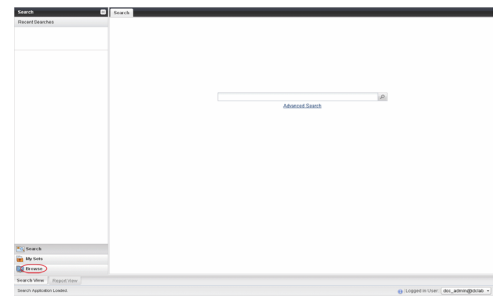 Search
Search
Recent Searches
Advanced Search
Search
My Sets
Browse
Search View
Report View
Search Application Loaded
Logged In User: